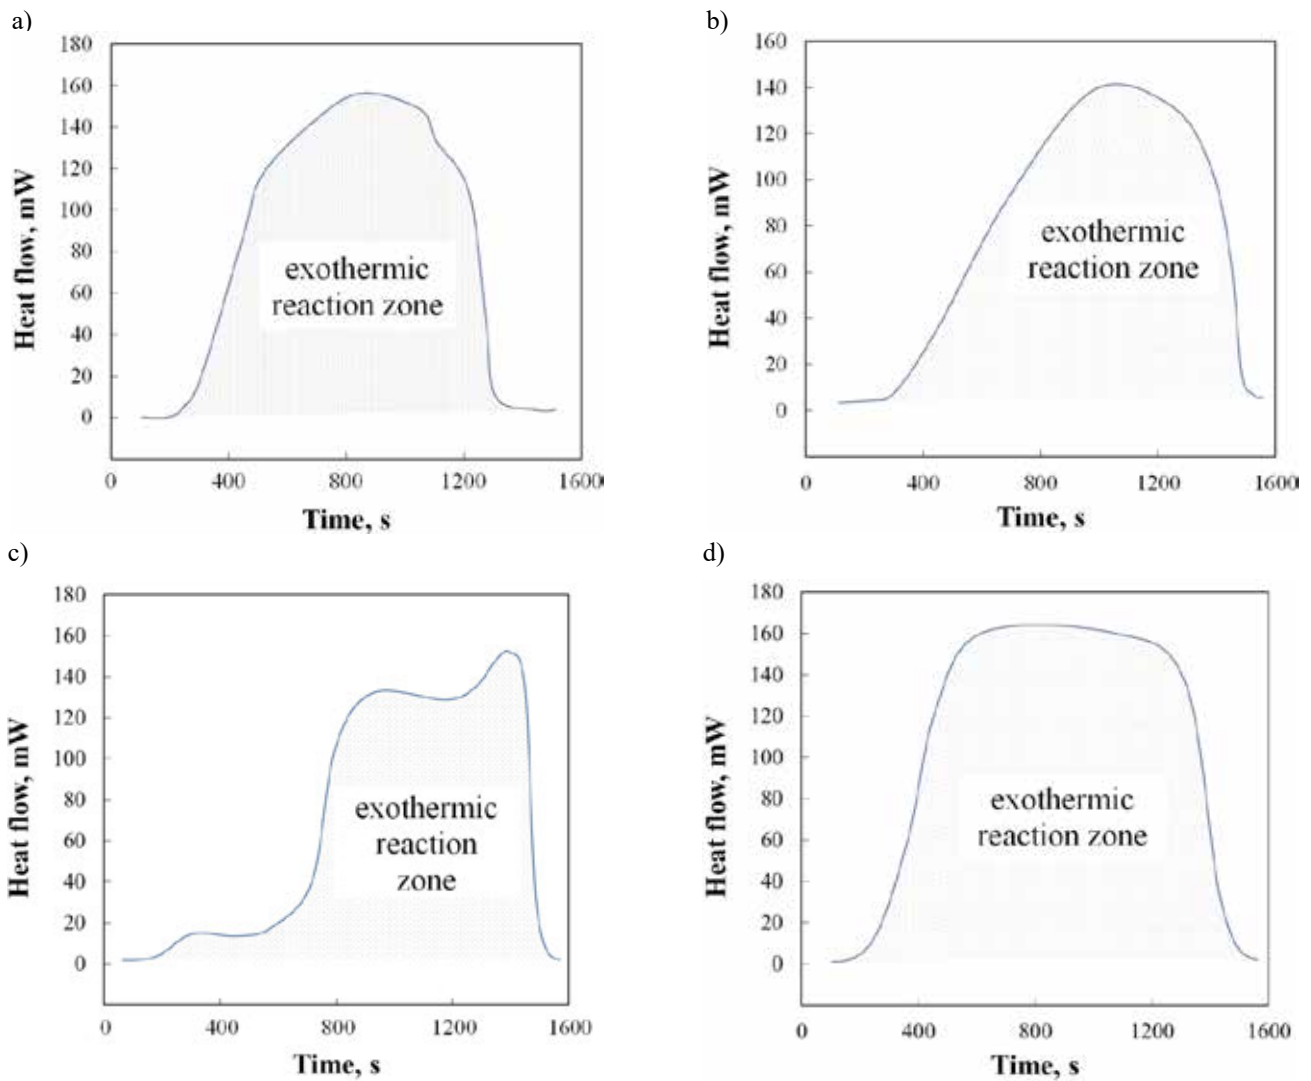 a)
180
160
140
120
100
80
60
40
20
0
Heat flow, mW
exothermic
reaction zone
0 400 800 1200 1600
Time, s
b)
160
140
120
100
80
60
40
20
0
Heat flow, mW
exothermic
reaction zone
0 400 800 1200 1600
Time, s
c)
180
160
140
120
100
80
60
40
20
0
Heat flow, mW
exothermic
reaction
zone
0 400 800 1200 1600
Time, s
d)
180
160
140
120
100
80
60
40
20
0
Heat flow, mW
exothermic
reaction zone
0 400 800 1200 1600
Time, s